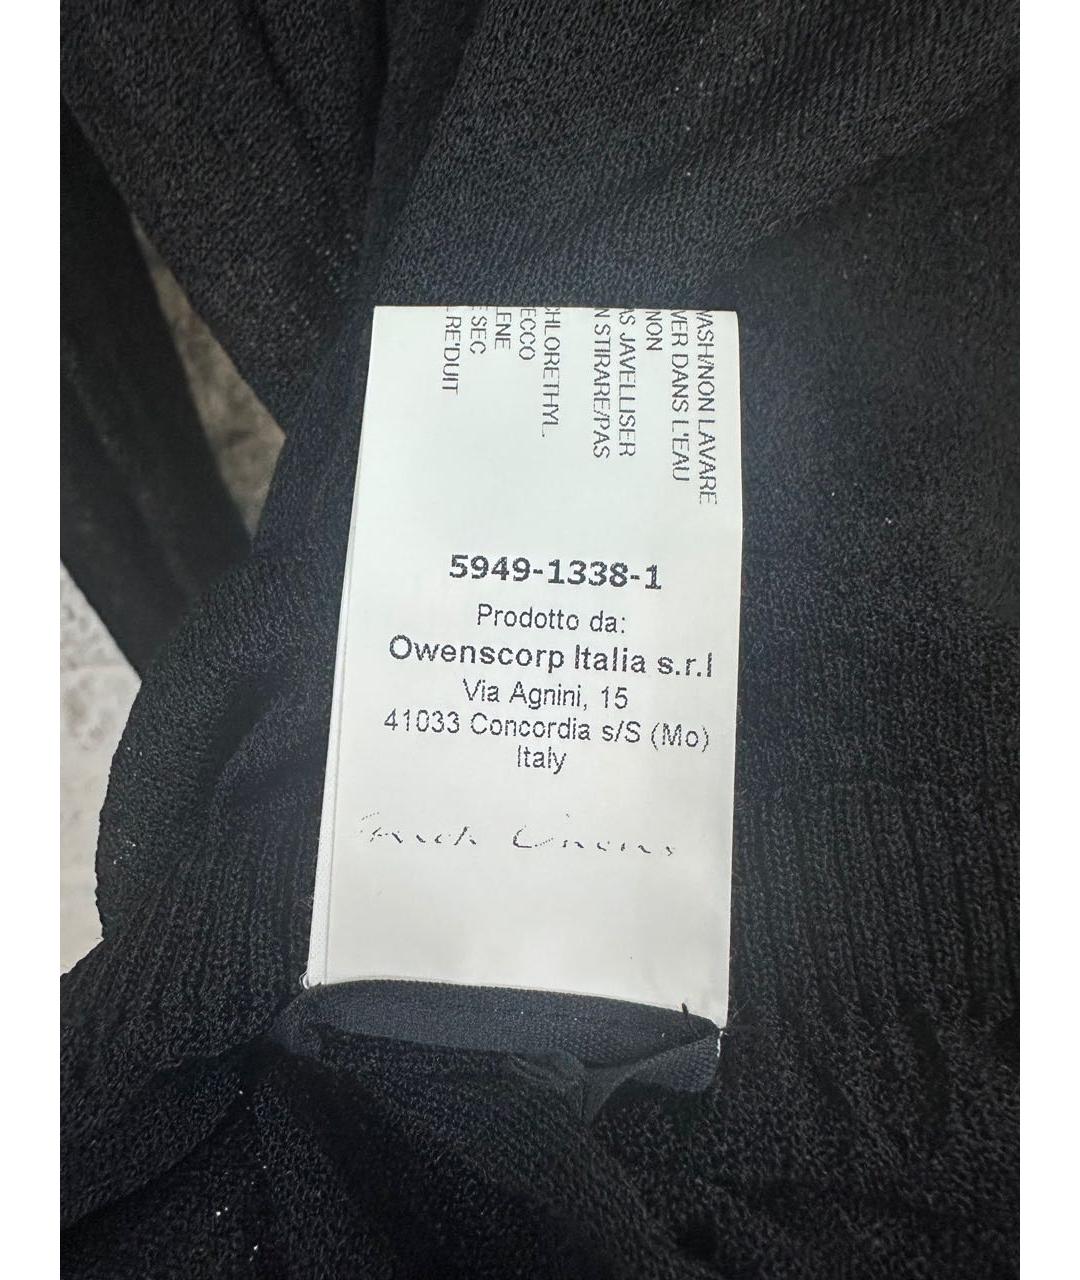 WASH/NON LAVARE
VER DANS L'EAU
NON
AS JAVELLISER
N STIRARE/PAS
CHLORETHYL.
ECCO
LENE
E SEC
RE'DUIT
5949-1338-1
Prodotto da:
Owenscorp Italia s.r.l
Via Agnini, 15
41033 Concordia s/S (Mo)
Italy